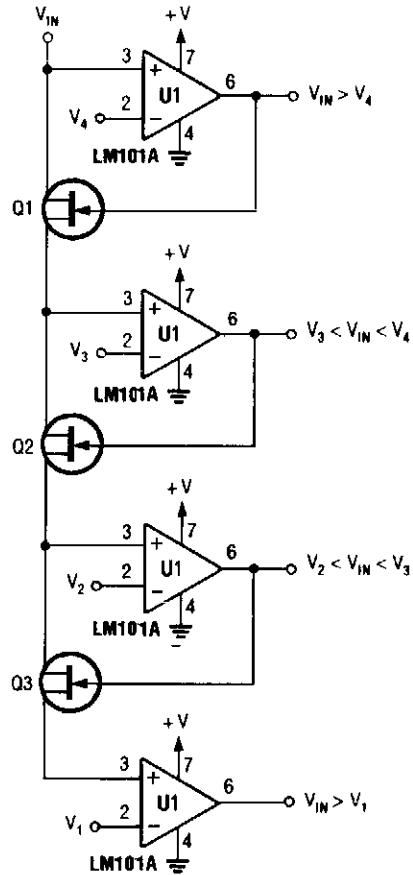 V_IN
+V
3
+
7
6
U1
V_IN > V_4
V_4
2
−
4
LM101A
Q1
+V
3
+
7
6
U1
V_3 < V_IN < V_4
V_3
2
−
4
LM101A
Q2
+V
3
+
7
6
U1
V_2 < V_IN < V_3
V_2
2
−
4
LM101A
Q3
+V
3
+
7
6
U1
V_IN > V_1
V_1
2
−
4
LM101A